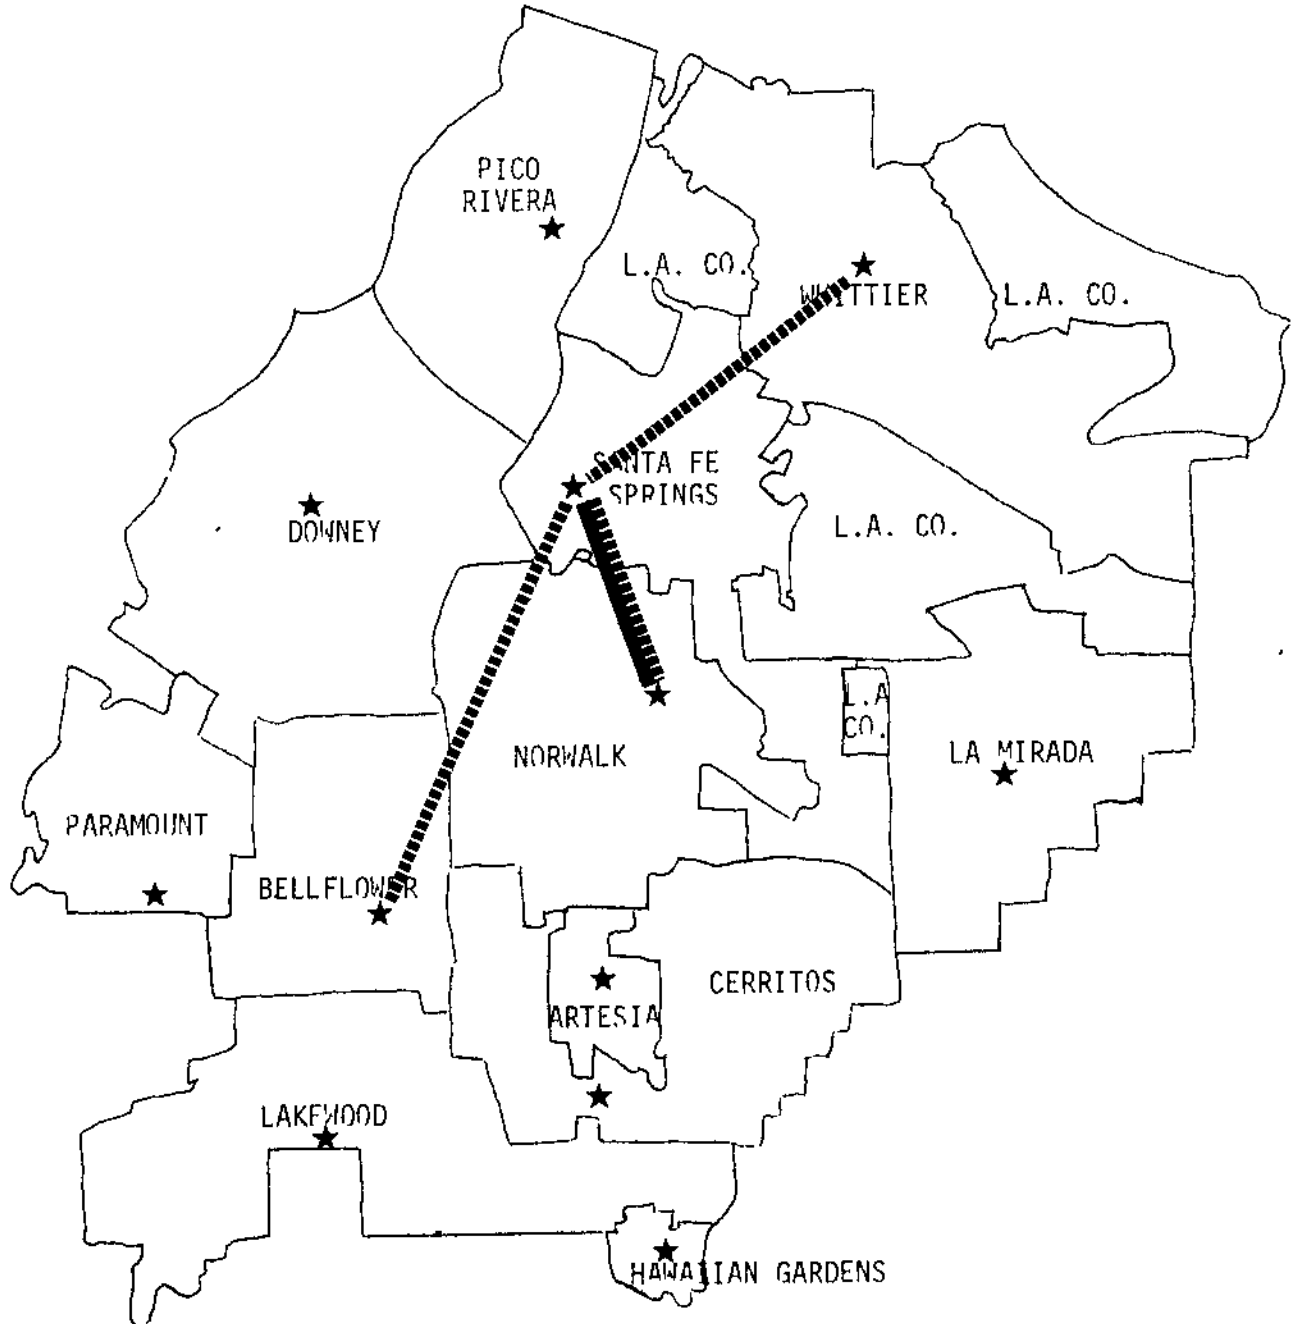 PICO
RIVERA
L.A. CO.
WHITTIER
L.A. CO.
SANTA FE
SPRINGS
DOWNEY
L.A. CO.
L.A
CO.
NORWALK
LA MIRADA
PARAMOUNT
BELLFLOWER
CERRITOS
ARTESIA
LAKEWOOD
HAWAIIAN GARDENS